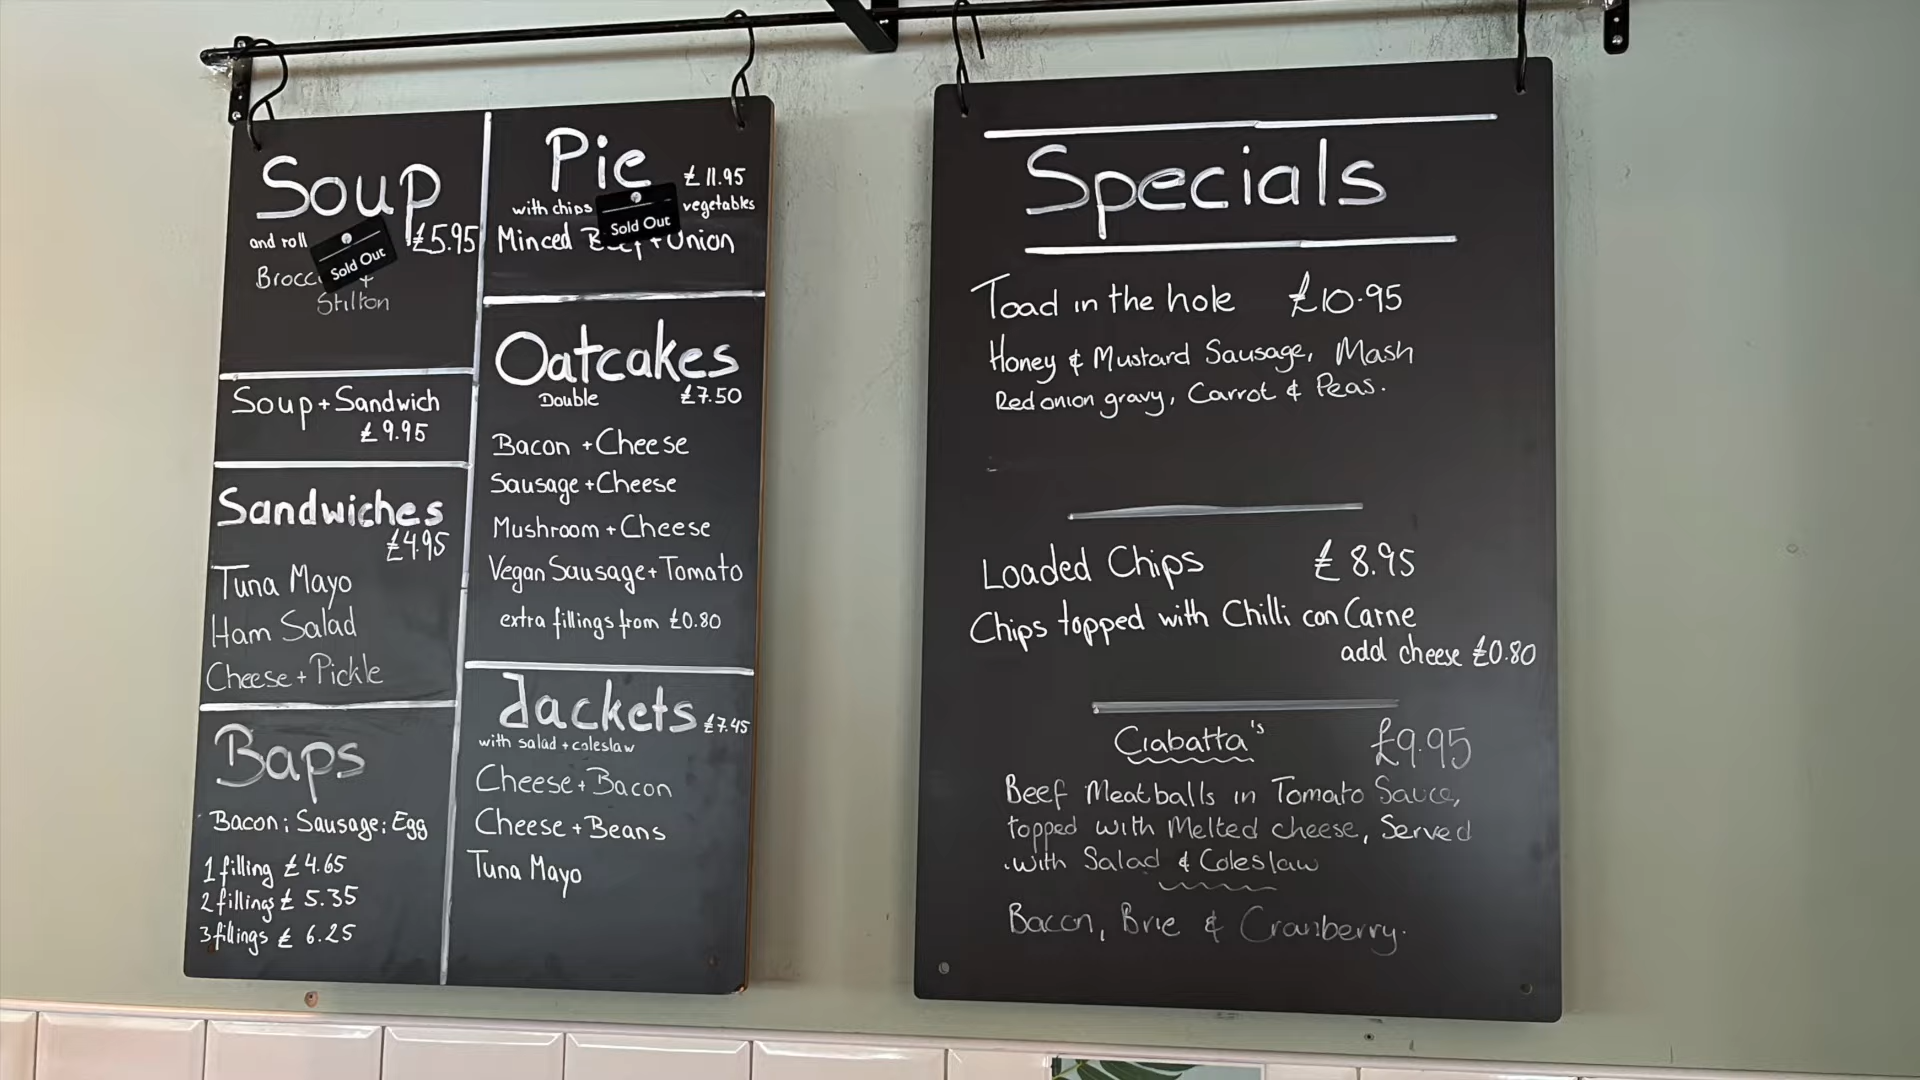 Soup
and roll £5.95
Sold Out
Stilton
Soup + Sandwich
£9.95
Sandwiches
£4.95
Tuna Mayo
Ham Salad
Cheese + Pickle
Baps
Bacon; Sausage; Egg
1 filling £4.65
2 fillings £5.35
3 fillings £6.25
Pie
£11.95
with chips vegetables
Sold Out
Minced + Onion
Oatcakes
Double £7.50
Bacon + Cheese
Sausage + Cheese
Mushroom + Cheese
Vegan Sausage + Tomato
extra fillings from £0.80
Jackets £7.45
with salad + coleslaw
Cheese + Bacon
Cheese + Beans
Tuna Mayo
Specials
Toad in the hole £10.95
Honey & Mustard Sausage, Mash
Red onion gravy, Carrot & Peas.
Loaded Chips £8.95
Chips topped with Chilli con Carne
add cheese £0.80
Ciabatta's £9.95
Beef Meatballs in Tomato Sauce,
topped with Melted cheese, Served
with Salad & Coleslaw
Bacon, Brie & Cranberry.